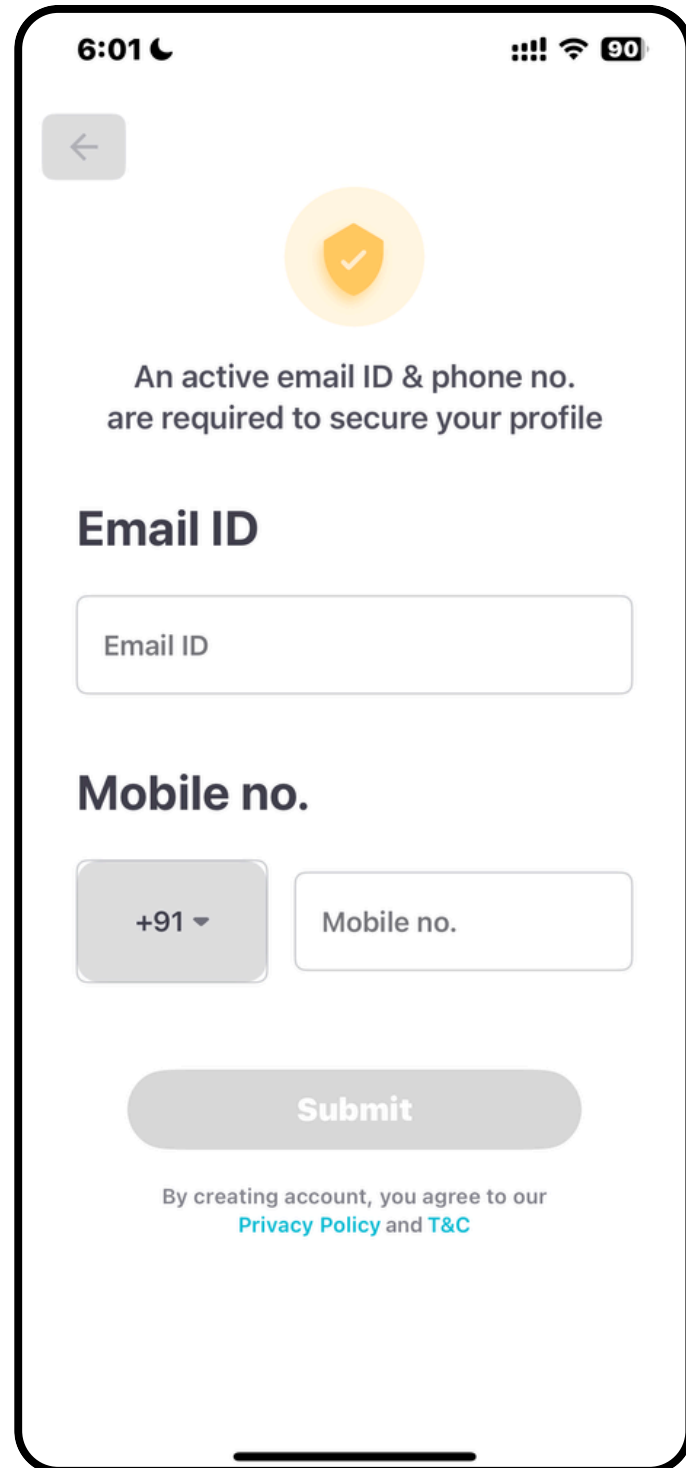 6:01
90
An active email ID & phone no.
are required to secure your profile
Email ID
Email ID
Mobile no.
+91
Mobile no.
Submit
By creating account, you agree to our
Privacy Policy and T&C